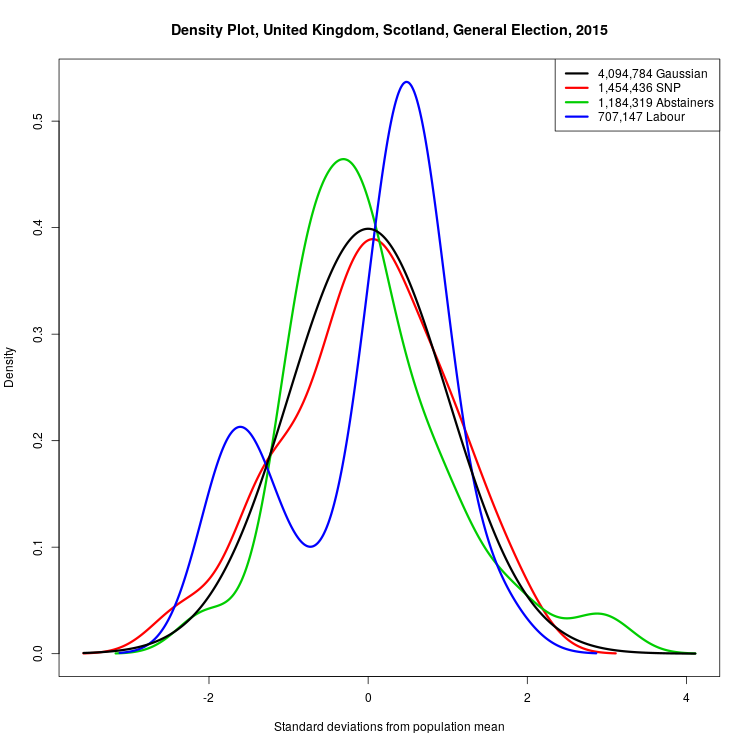 Density Plot, United Kingdom, Scotland, General Election, 2015
4,094,784 Gaussian
1,454,436 SNP
1,184,319 Abstainers
707,147 Labour
Density
0.5
0.4
0.3
0.2
0.1
0.0
-2 0 2 4
Standard deviations from population mean